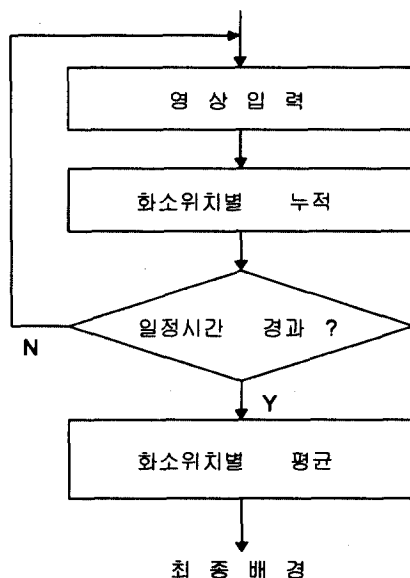 영 상 입 력
화소위치별 누적
일정시간 경과 ?
N
Y
화소위치별 평균
최 종 배 경